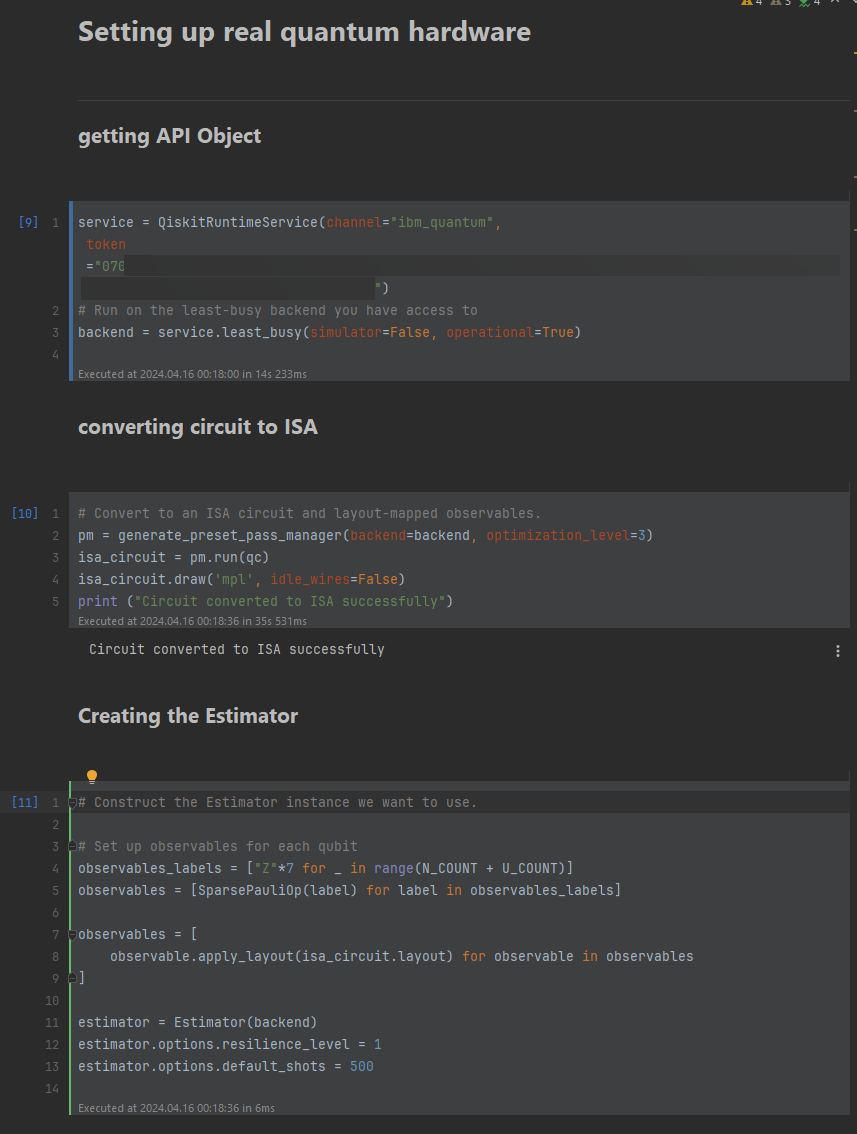 4 3 4
Setting up real quantum hardware
getting API Object
[9] 1 service = QiskitRuntimeService(channel="ibm_quantum",
token
="070
")
2 # Run on the least-busy backend you have access to
3 backend = service.least_busy(simulator=False, operational=True)
4
Executed at 2024.04.16 00:18:00 in 14s 233ms
converting circuit to ISA
[10] 1 # Convert to an ISA circuit and layout-mapped observables.
2 pm = generate_preset_pass_manager(backend=backend, optimization_level=3)
3 isa_circuit = pm.run(qc)
4 isa_circuit.draw('mpl', idle_wires=False)
5 print ("Circuit converted to ISA successfully")
Executed at 2024.04.16 00:18:36 in 35s 531ms
Circuit converted to ISA successfully
Creating the Estimator
[11] 1 # Construct the Estimator instance we want to use.
2
3 # Set up observables for each qubit
4 observables_labels = ["Z"*7 for _ in range(N_COUNT + U_COUNT)]
5 observables = [SparsePauliOp(label) for label in observables_labels]
6
7 observables = [
8 observable.apply_layout(isa_circuit.layout) for observable in observables
9 ]
10
11 estimator = Estimator(backend)
12 estimator.options.resilience_level = 1
13 estimator.options.default_shots = 500
14
Executed at 2024.04.16 00:18:36 in 6ms